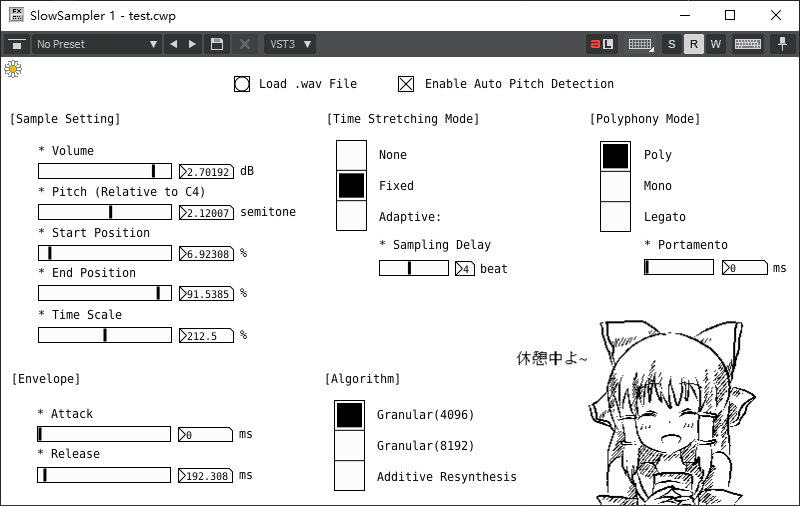 SlowSampler 1 - test.cwp
No Preset
VST3
aL
S R W
Load .wav File
Enable Auto Pitch Detection
[Sample Setting]
* Volume
2.70192 dB
* Pitch (Relative to C4)
2.12007 semitone
* Start Position
6.92308 %
* End Position
91.5385 %
* Time Scale
212.5 %
[Time Stretching Mode]
None
Fixed
Adaptive:
* Sampling Delay
4 beat
[Polyphony Mode]
Poly
Mono
Legato
* Portamento
0 ms
[Envelope]
* Attack
0 ms
* Release
192.308 ms
[Algorithm]
Granular(4096)
Granular(8192)
Additive Resynthesis
休憩中よ~